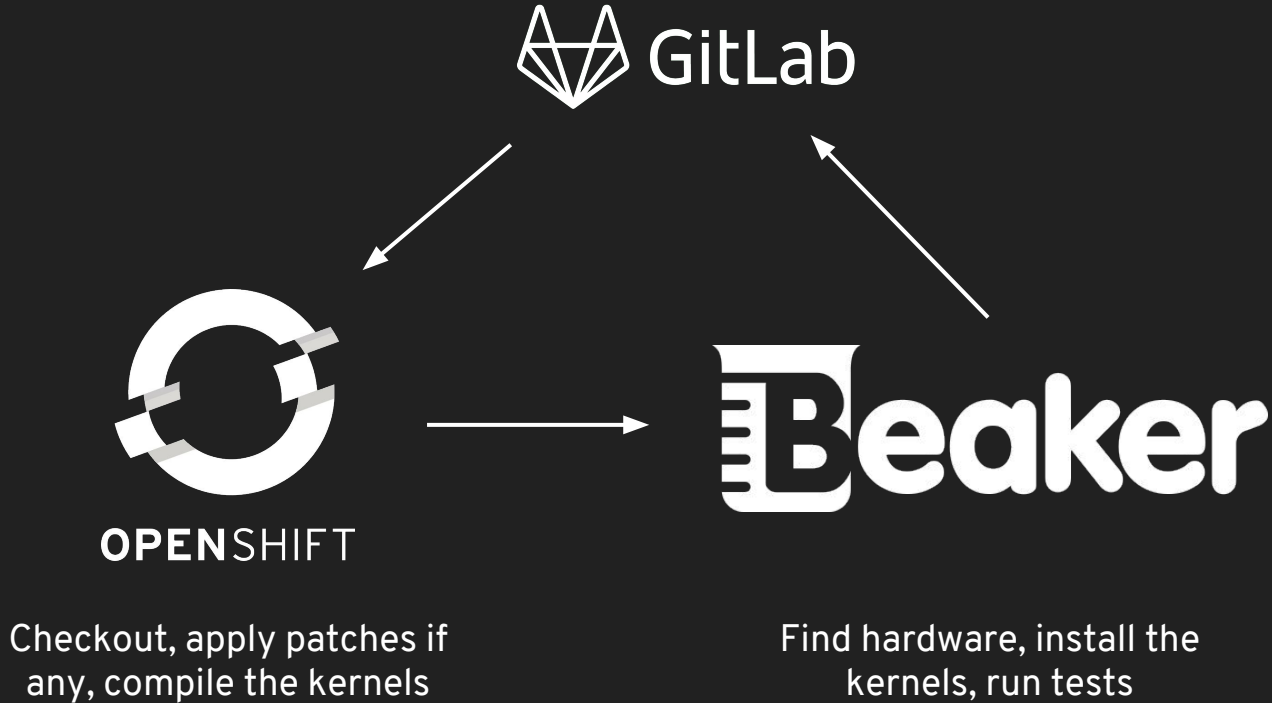 GitLab
OPENSHIFT
Beaker
Checkout, apply patches if
any, compile the kernels
Find hardware, install the
kernels, run tests